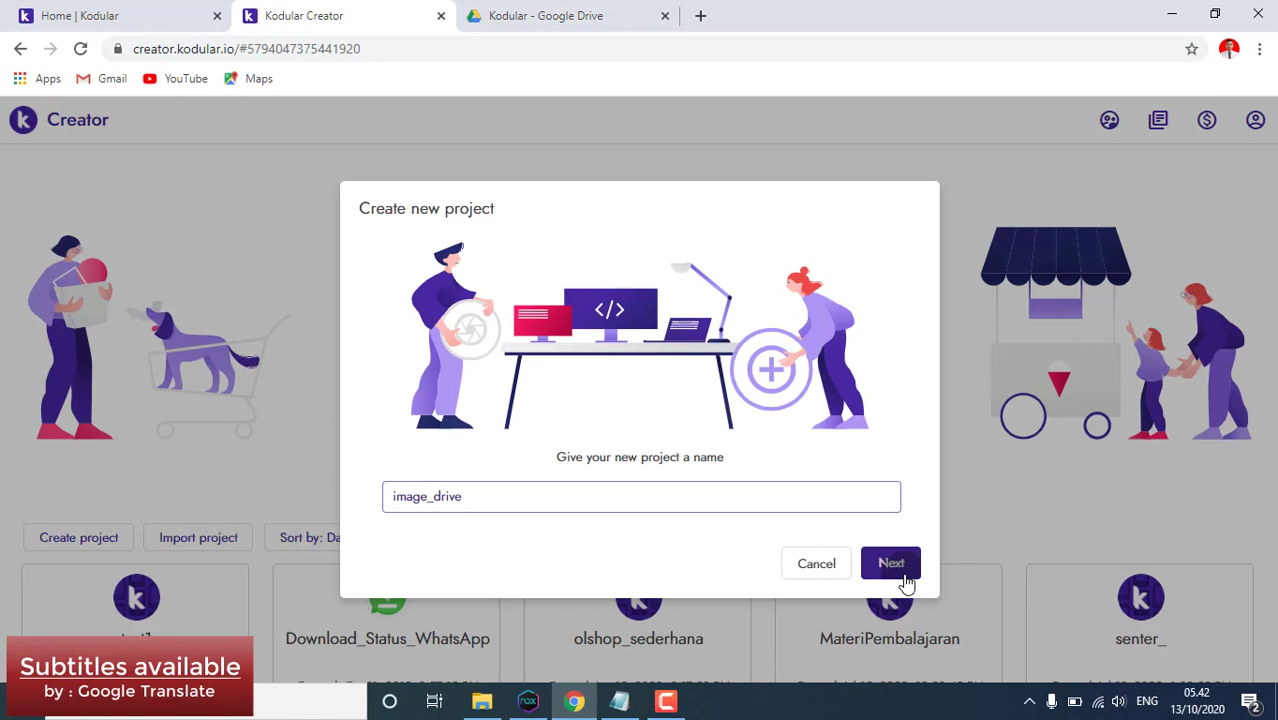 Home | Kodular
Kodular Creator
Kodular - Google Drive
creator.kodular.io/#5794047375441920
Apps
Gmail
YouTube
Maps
Creator
Create new project
</>
Give your new project a name
image_drive
Create project
Import project
Sort by: Da
Cancel
Next
Download_Status_WhatsApp
olshop_sederhana
MateriPembalajaran
senter_
Subtitles available
by : Google Translate
nox
ENG
05.42
13/10/2020
2